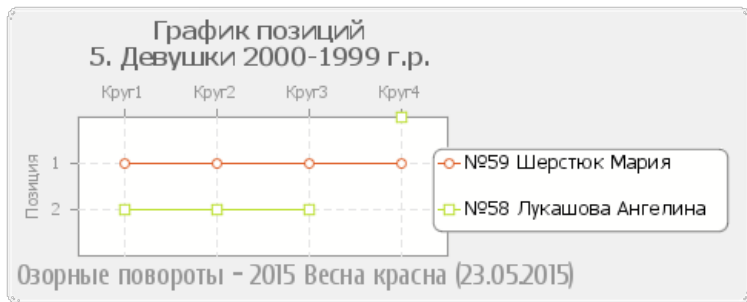 График позиций
5. Девушки 2000-1999 г.р.
Круг1 Круг2 Круг3 Круг4
Позиция
1
2
№59 Шерстюк Мария
№58 Лукашова Ангелина
Озорные повороты - 2015 Весна красна (23.05.2015)